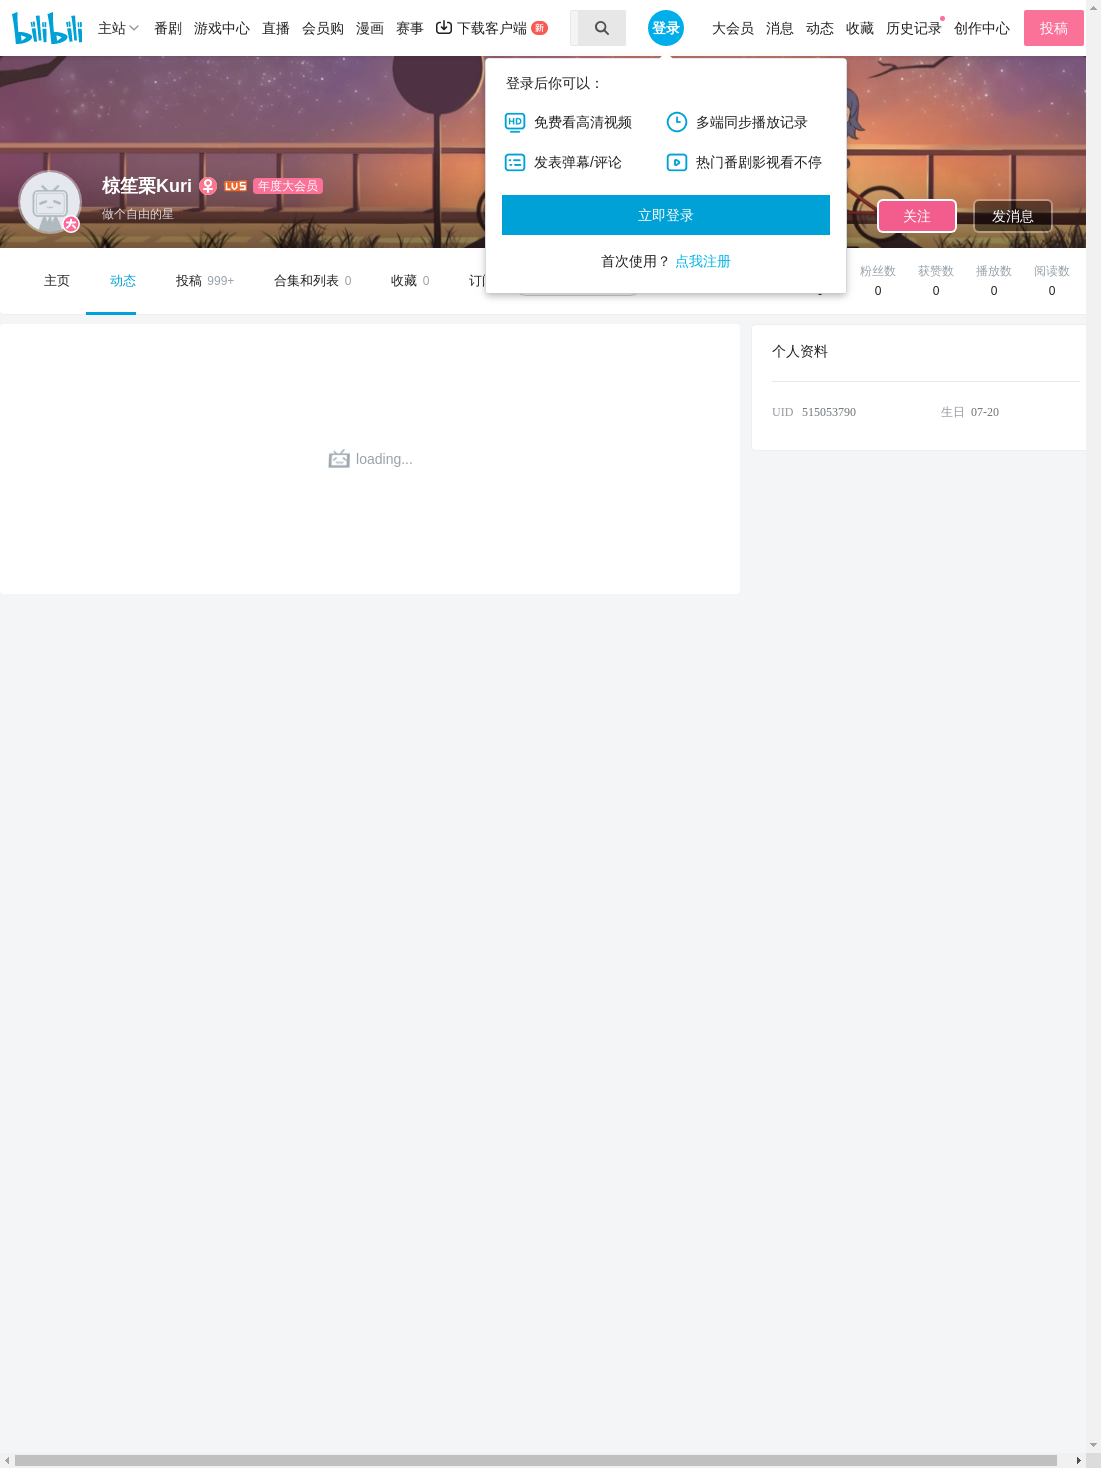 bilibili 主站 番剧 游戏中心 直播 会员购 漫画 赛事 下载客户端 新 登录 大会员 消息 动态 收藏 历史记录 创作中心 投稿
登录后你可以：
HD 免费看高清视频 多端同步播放记录
发表弹幕/评论 热门番剧影视看不停
立即登录
首次使用？ 点我注册
椋笙栗Kuri LV5 年度大会员
做个自由的星
大
关注 发消息
主页 动态 投稿 999+ 合集和列表 0 收藏 0
粉丝数 获赞数 播放数 阅读数
0 0 0 0
loading...
个人资料
UID 515053790 生日 07-20